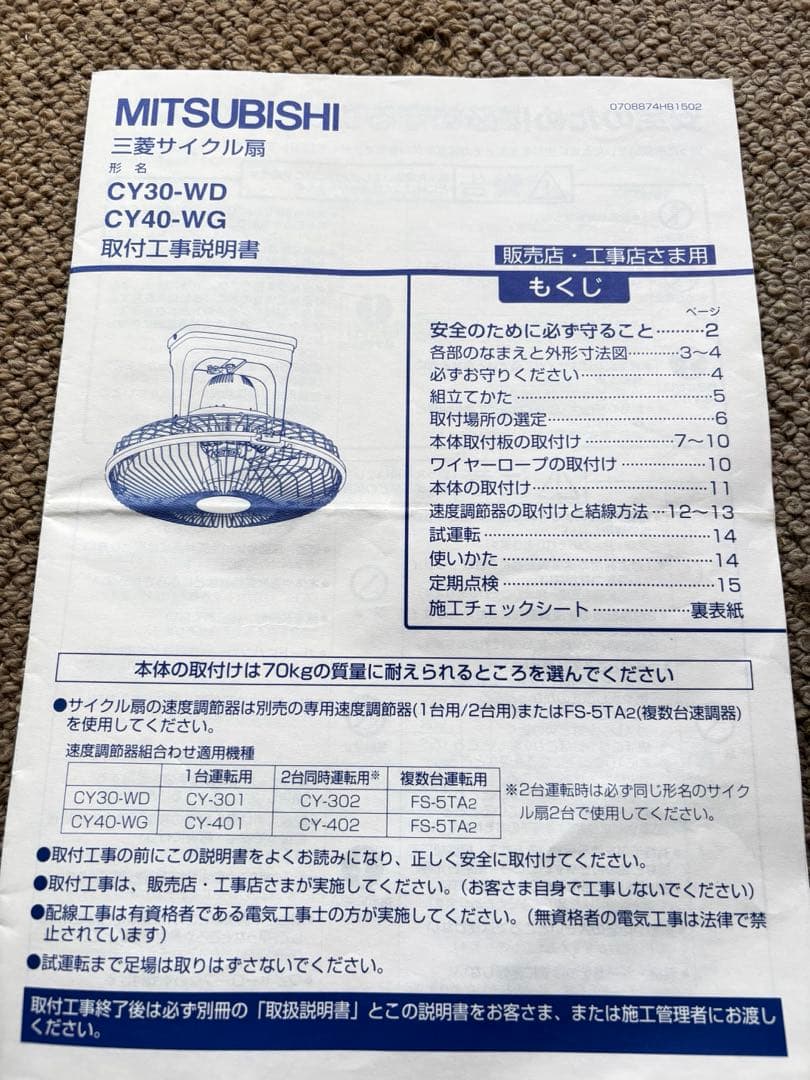 MITSUBISHI
0708874HB1502
三菱サイクル扇
形 名
CY30-WD
CY40-WG
取付工事説明書
販売店・工事店さま用
もくじ
ページ
安全のために必ず守ること………2
各部のなまえと外形寸法図………3～4
必ずお守りください………4
組立てかた………5
取付場所の選定………6
本体取付板の取付け………7～10
ワイヤーロープの取付け………10
本体の取付け………11
速度調節器の取付けと結線方法…12～13
試運転………14
使いかた………14
定期点検………15
施工チェックシート………裏表紙
本体の取付けは70kgの質量に耐えられるところを選んでください
●サイクル扇の速度調節器は別売の専用速度調節器(1台用/2台用)またはFS-5TA2(複数台速調器)
を使用してください。
速度調節器組合わせ適用機種
1台運転用 2台同時運転用※ 複数台運転用
CY30-WD CY-301 CY-302 FS-5TA2
CY40-WG CY-401 CY-402 FS-5TA2
※2台運転時は必ず同じ形名のサイク
ル扇2台で使用してください。
●取付工事の前にこの説明書をよくお読みになり、正しく安全に取付けてください。
●取付工事は、販売店・工事店さまが実施してください。（お客さま自身で工事しないでください）
●配線工事は有資格者である電気工事士の方が実施してください。（無資格者の電気工事は法律で禁
止されています）
●試運転まで足場は取りはずさないでください。
取付工事終了後は必ず別冊の「取扱説明書」とこの説明書をお客さま、または施工管理者にお渡し
ください。